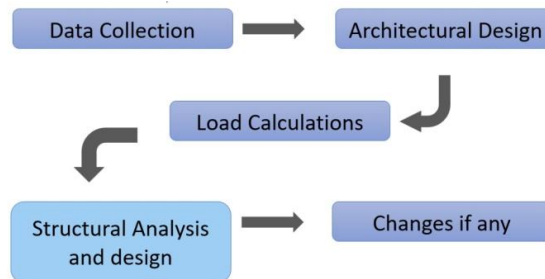 Data Collection
Architectural Design
Load Calculations
Structural Analysis
and design
Changes if any